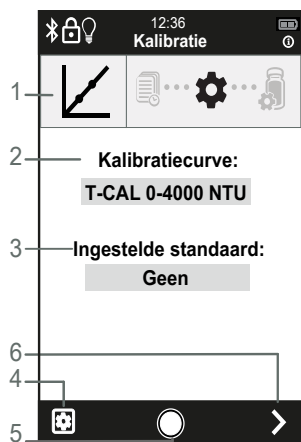 12:36
Kalibratie
1
2
Kalibratiecurve:
T-CAL 0-4000 NTU
3
Ingestelde standaard:
Geen
6
4
5